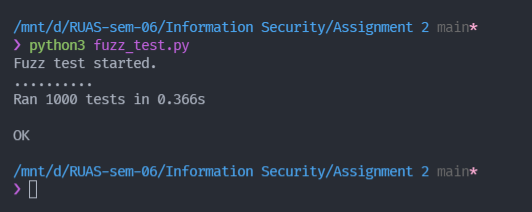 /mnt/d/RUAS-sem-06/Information Security/Assignment 2 main*
❯ python3 fuzz_test.py
Fuzz test started.
..........
Ran 1000 tests in 0.366s
OK
/mnt/d/RUAS-sem-06/Information Security/Assignment 2 main*
❯